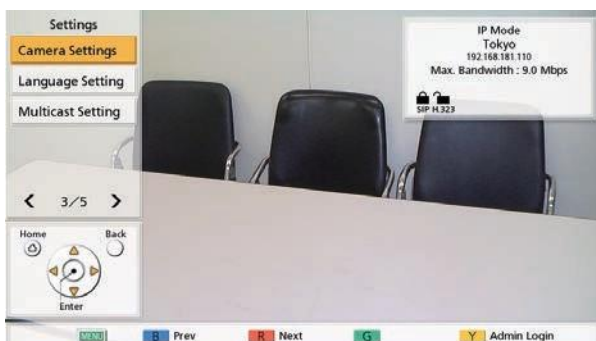 Settings
Camera Settings
Language Setting
Multicast Setting
3/5
Home
Back
Enter
IP Mode
Tokyo
192.168.181.110
Max. Bandwidth : 9.0 Mbps
SIP H.323
MENU
B Prev
R Next
G
Y Admin Login